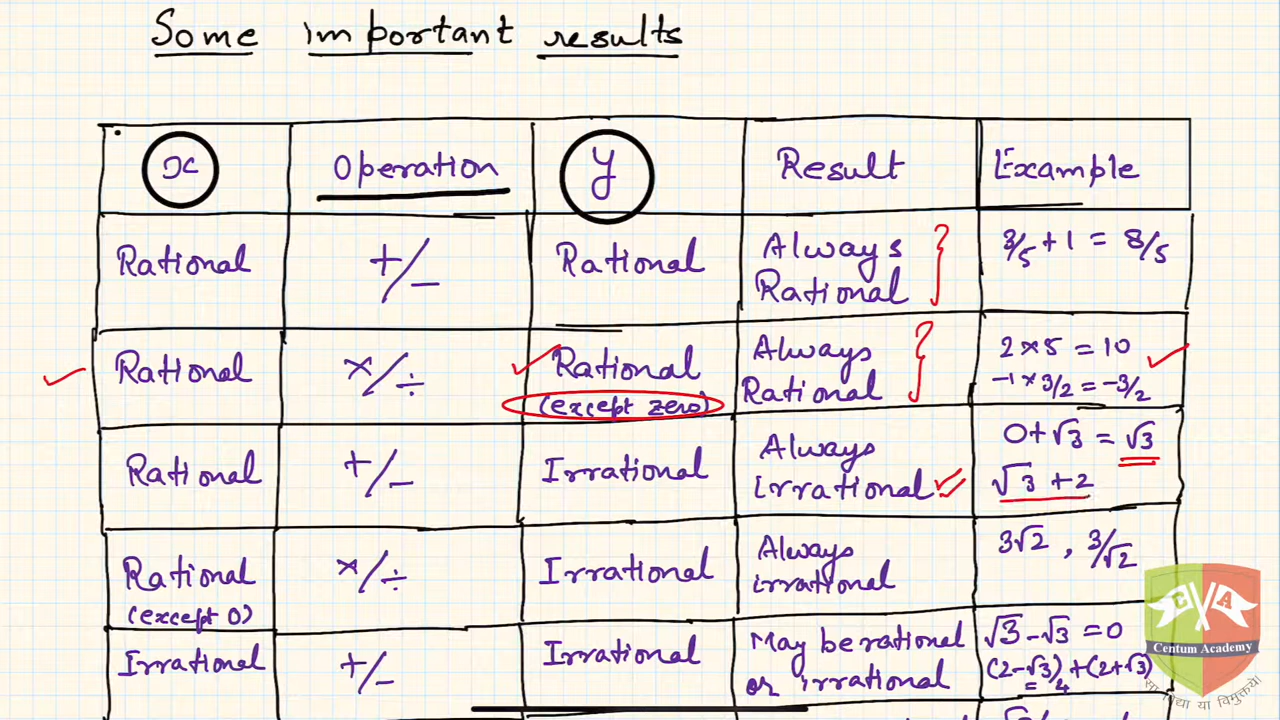 Some important results
x Operation y Result Example
Rational +/- Rational Always Rational 3/5 + 1 = 8/5
Rational ×/÷ Rational (except zero) Always Rational 2 × 5 = 10
-1 × 3/2 = -3/2
Rational +/- Irrational Always irrational 0 + √3 = √3
√3 + 2
Rational (except 0) ×/÷ Irrational Always irrational 3√2 , 3/√2
Irrational +/- Irrational May be rational or irrational √3 - √3 = 0
(2-√3) + (2+√3)
= 4
Centum Academy
सा विद्या या विमुक्तये